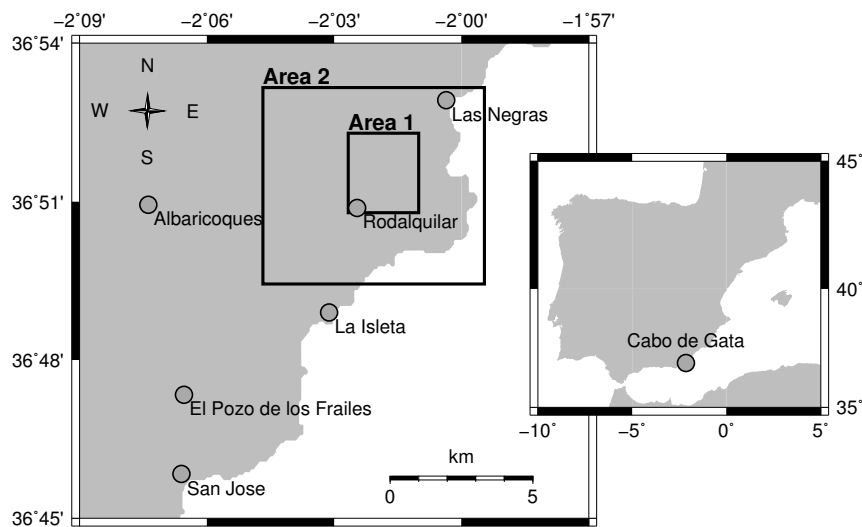 −2˚09' −2˚06' −2˚03' −2˚00' −1˚57'
36˚54'
N
Area 2
W E
Las Negras
Area 1
S
36˚51'
Albaricoques
Rodalquilar
45˚
La Isleta
40˚
36˚48'
Cabo de Gata
El Pozo de los Frailes
35˚
−10˚ −5˚ 0˚ 5˚
km
San Jose
0 5
36˚45'